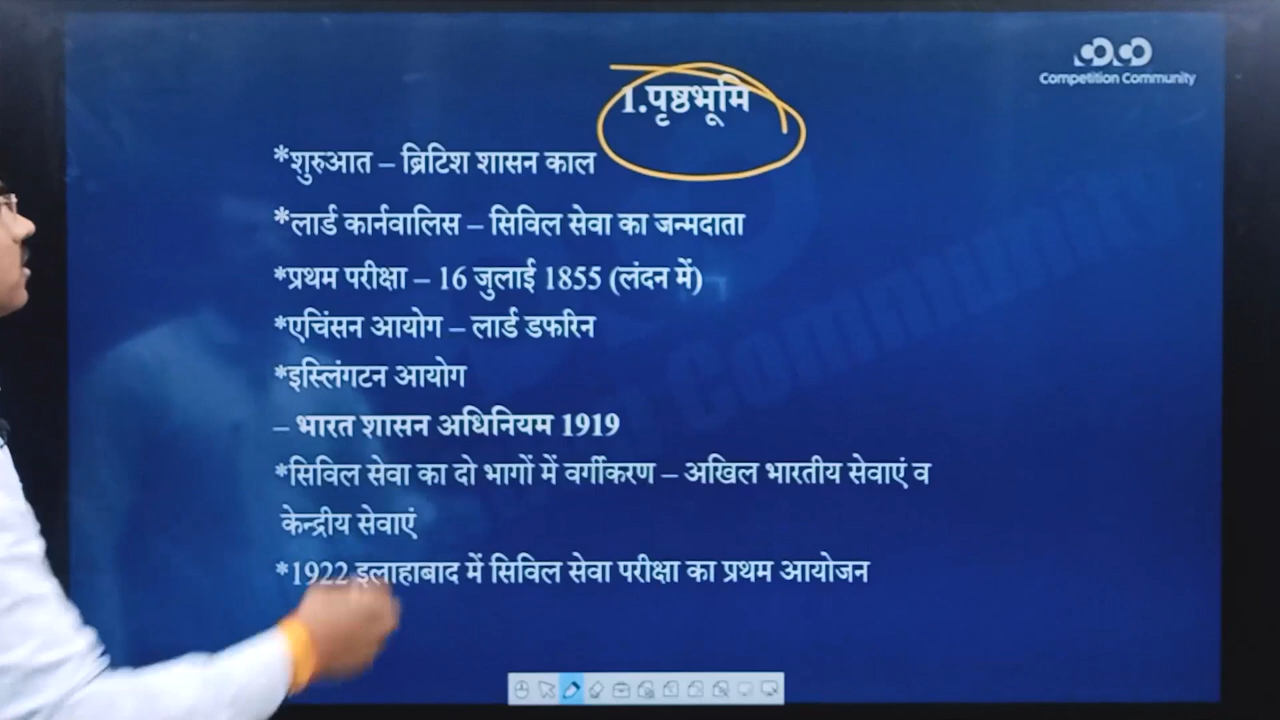 Competition Community
1.पृष्ठभूमि
*शुरुआत – ब्रिटिश शासन काल
*लार्ड कार्नवालिस – सिविल सेवा का जन्मदाता
*प्रथम परीक्षा – 16 जुलाई 1855 (लंदन में)
*एचिंसन आयोग – लार्ड डफरिन
*इस्लिंगटन आयोग
– भारत शासन अधिनियम 1919
*सिविल सेवा का दो भागों में वर्गीकरण – अखिल भारतीय सेवाएं व
केन्द्रीय सेवाएं
*1922 इलाहाबाद में सिविल सेवा परीक्षा का प्रथम आयोजन
Community